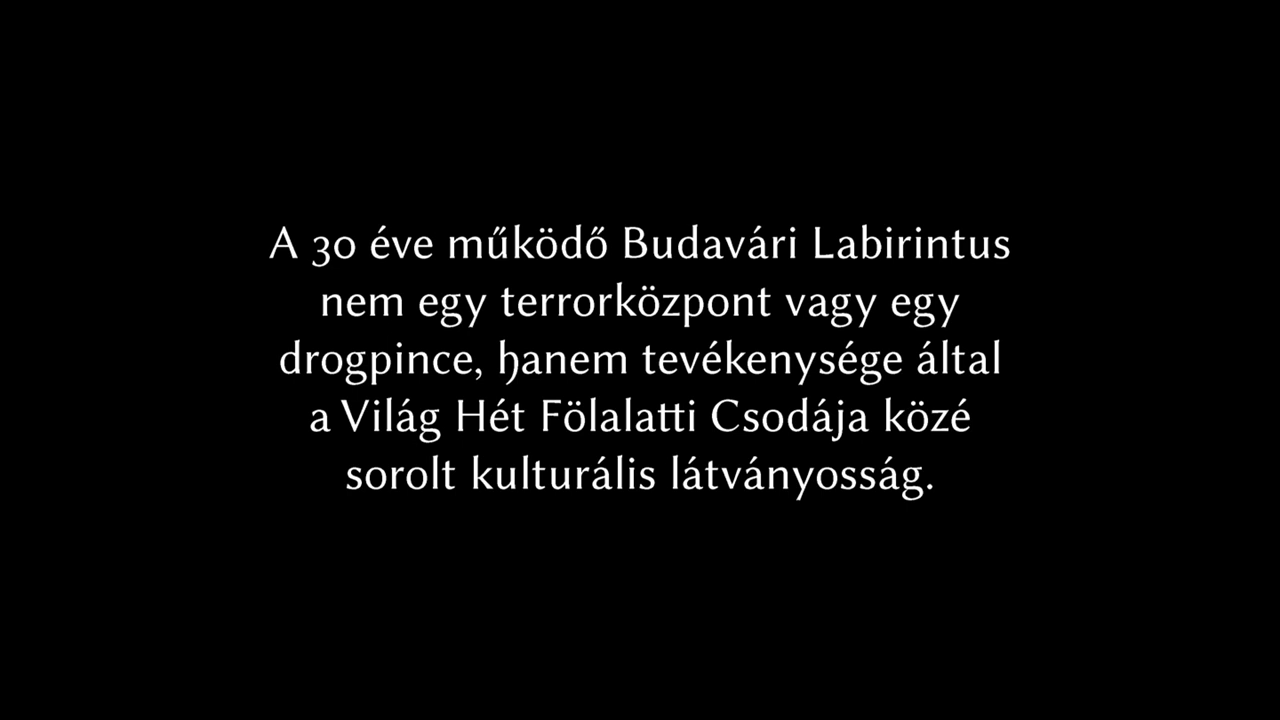 A 30 éve működő Budavári Labirintus
nem egy terrorközpont vagy egy
drogpince, hanem tevékenysége által
a Világ Hét Fölalatti Csodája közé
sorolt kulturális látványosság.